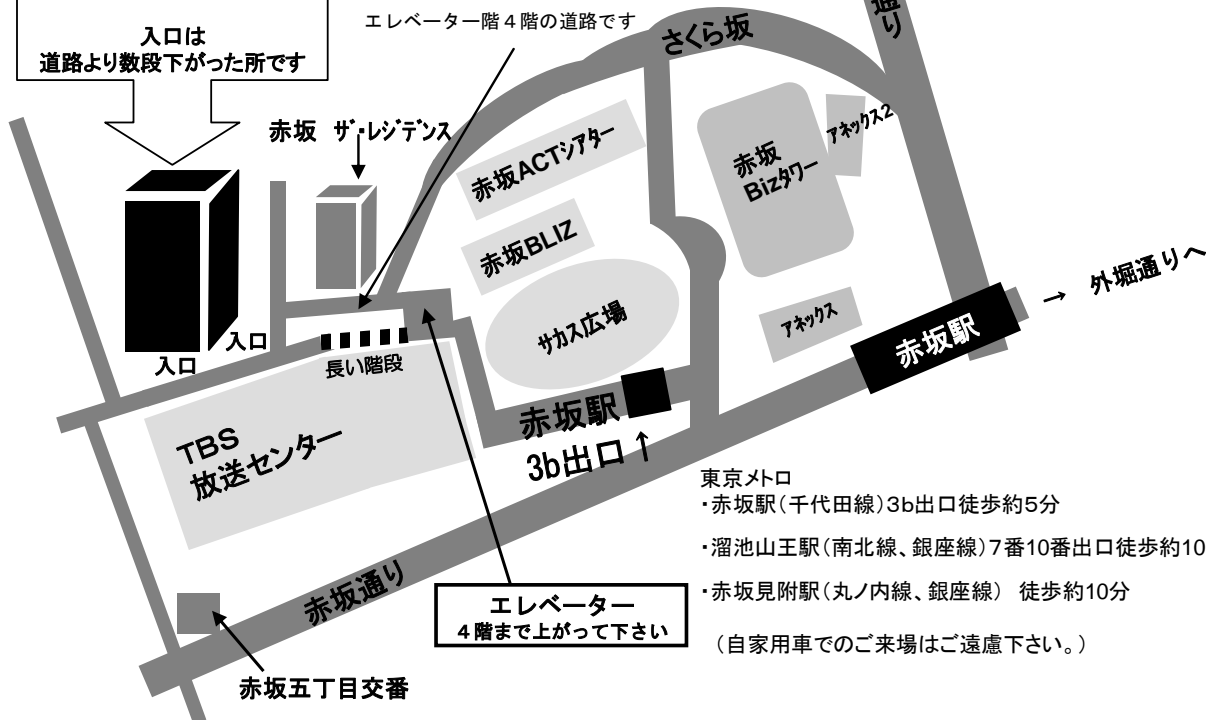 エレベーター階４階の道路です
入口は
道路より数段下がった所です
さくら坂
通り
赤坂 ザ・レジデンス
赤坂ACTシアター
赤坂BLIZ
サカス広場
赤坂
Bizタワー
アネックス2
アネックス
→ 外堀通りへ
赤坂駅
入口
入口
長い階段
TBS
放送センター
赤坂駅
3b出口↑
東京メトロ
・赤坂駅（千代田線）3b出口徒歩約5分
・溜池山王駅（南北線、銀座線）7番10番出口徒歩約10
・赤坂見附駅（丸ノ内線、銀座線） 徒歩約10分
（自家用車でのご来場はご遠慮下さい。）
赤坂通り
エレベーター
４階まで上がって下さい
赤坂五丁目交番